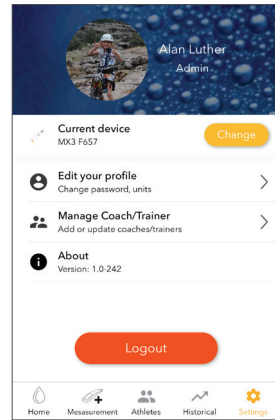 Alan Luther
Admin
Current device
MX3 F657
Change
Edit your profile
Change password, units
Manage Coach/Trainer
Add or update coaches/trainers
About
Version: 1.0-242
Logout
Home Mesasurement Athletes Historical Settings